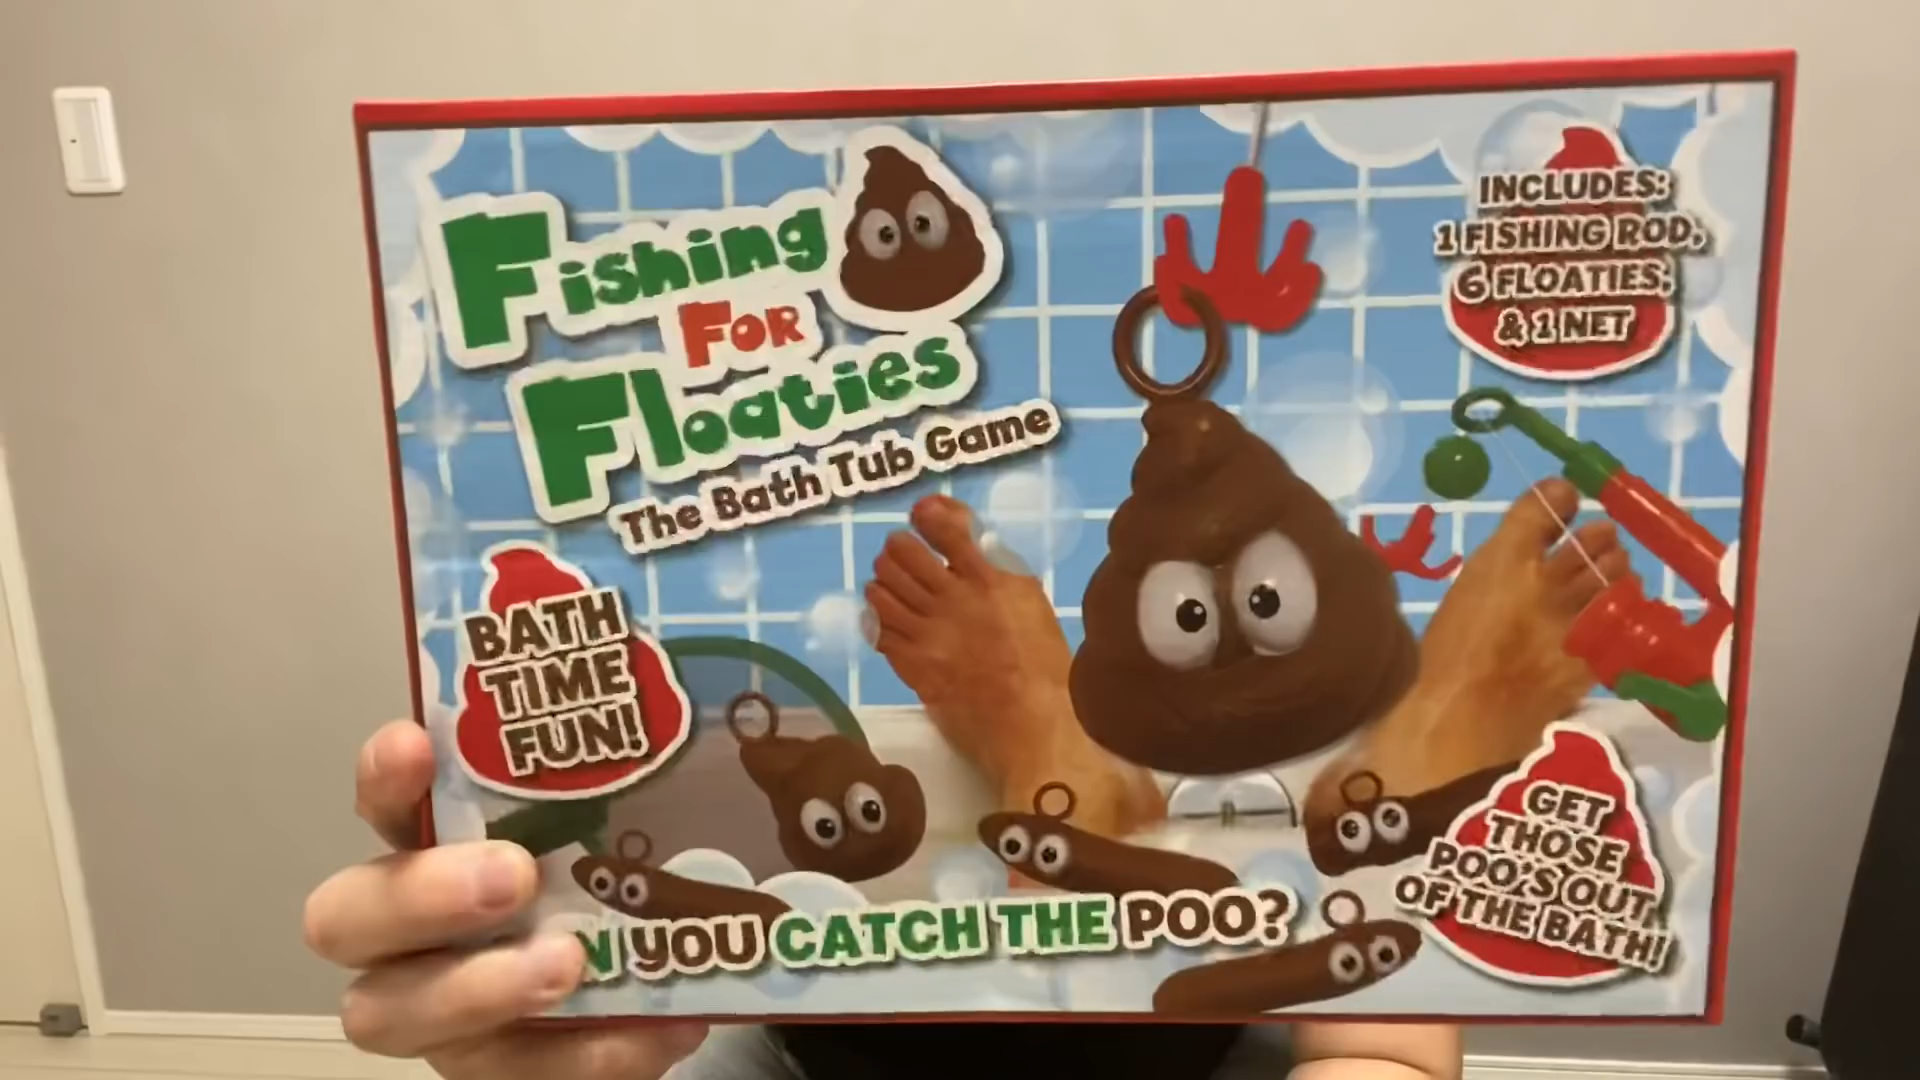 Fishing
For
Floaties
The Bath Tub Game
INCLUDES:
1 FISHING ROD,
6 FLOATIES,
& 1 NET
BATH
TIME
FUN!
GET
THOSE
POO'S OUT
OF THE BATH!
YOU CATCH THE POO?